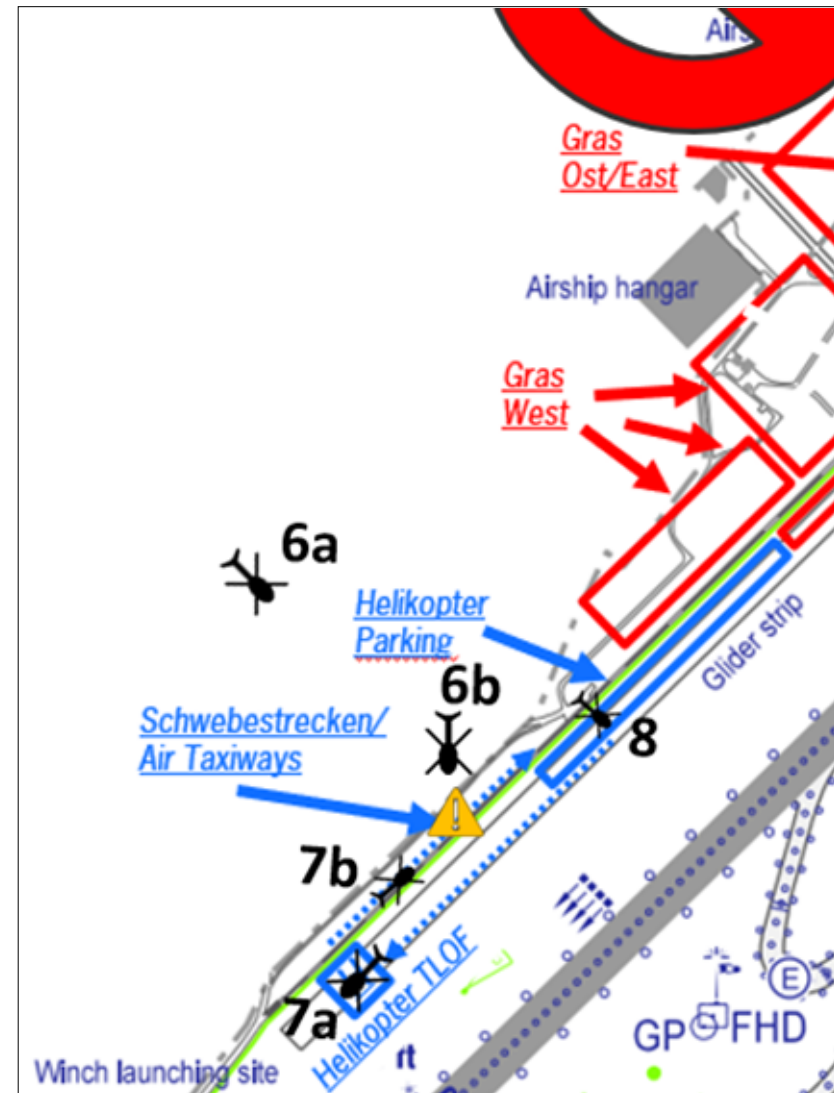 Gras
Ost/East
Airship hangar
Gras
West
6a
Helikopter
Parking
6b
Glider strip
Schwebestrecken/
Air Taxiways
8
7b
7a
Helikopter TLOF
E
GP
FHD
Winch launching site
rt